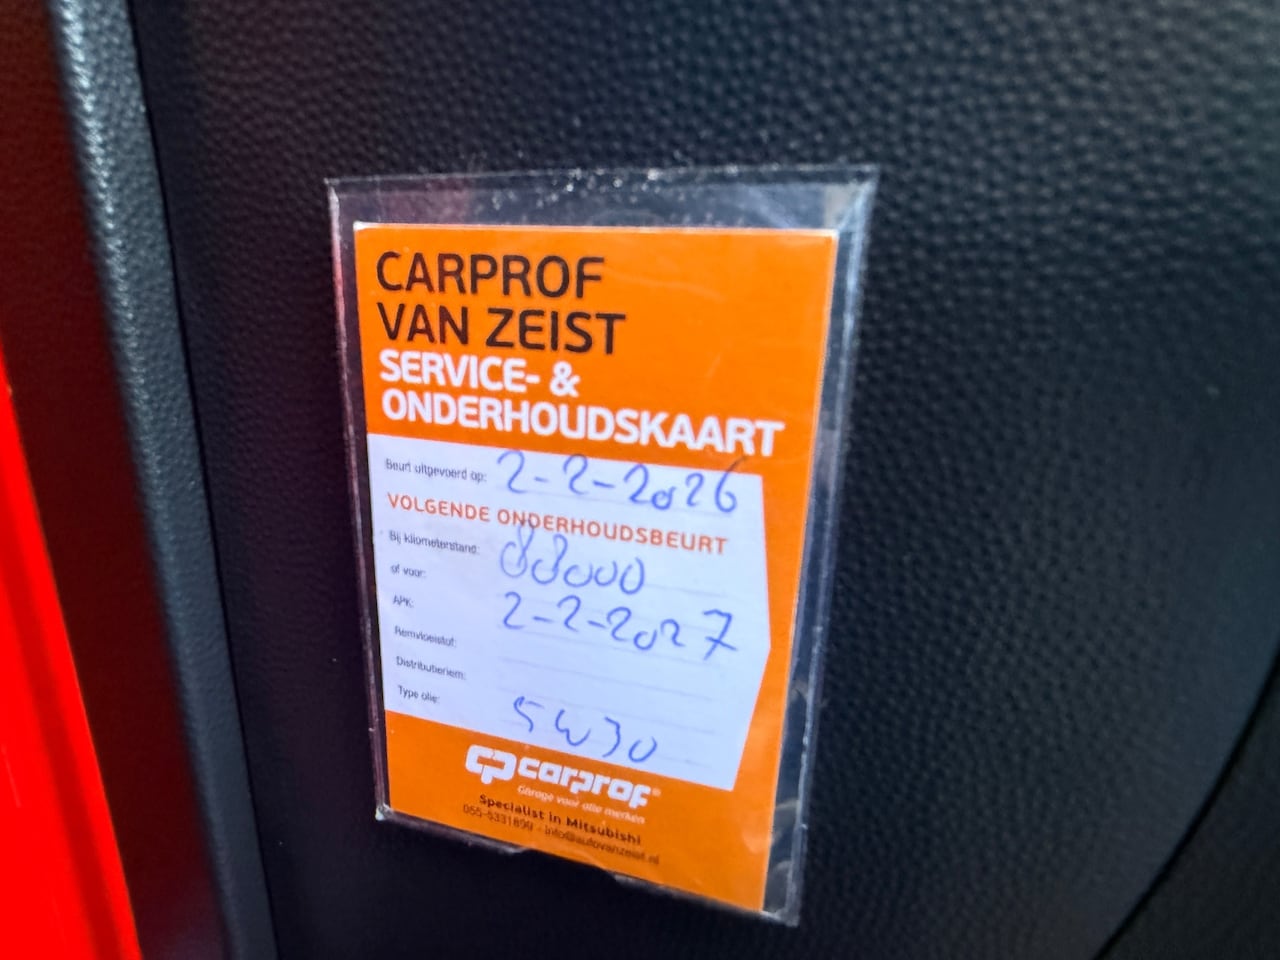 CARPROF
VAN ZEIST
SERVICE- &
ONDERHOUDSKAART
Beurt uitgevoerd op: 2-2-2026
VOLGENDE ONDERHOUDSBEURT
Bij kilometerstand: 88000
of voor: 2-2-2027
APK:
Remvloeistof:
Distributieriem:
Type olie: 5W30
carprof®
Garage voor alle merken
Specialist in Mitsubishi
055-5331899 - info@autovanzeist.nl